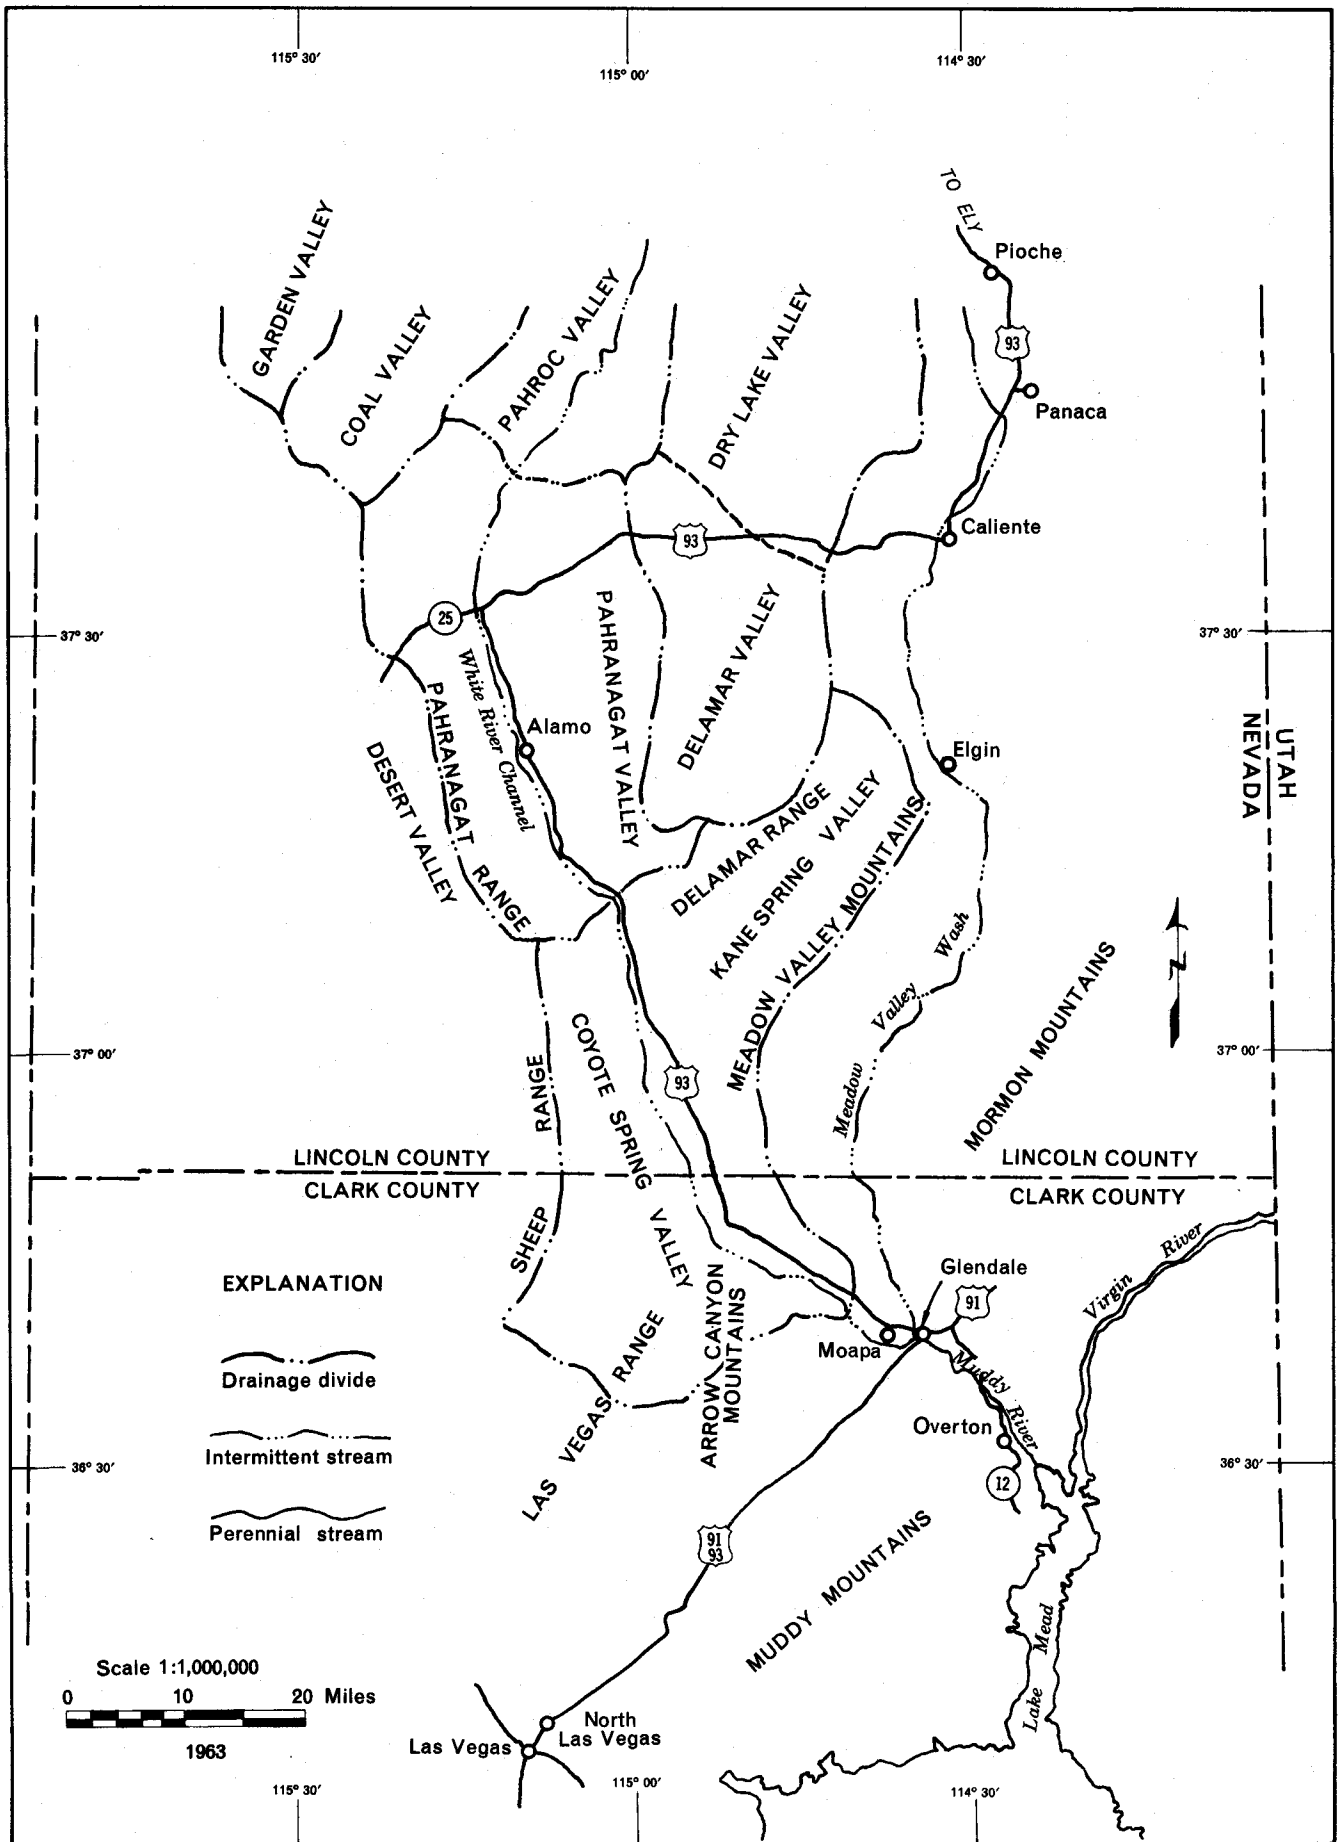 115° 30′
115° 00′
114° 30′
TO ELY
Pioche
GARDEN VALLEY
COAL VALLEY
PAHROC VALLEY
DRY LAKE VALLEY
93
Panaca
Caliente
93
25
37° 30′
37° 30′
White River Channel
PAHRANAGAT VALLEY
DELAMAR VALLEY
PAHRANAGAT RANGE
DESERT VALLEY
Alamo
Elgin
UTAH
NEVADA
DELAMAR RANGE
KANE SPRING VALLEY
MEADOW VALLEY MOUNTAINS
Meadow Valley Wash
MORMON MOUNTAINS
N
37° 00′
37° 00′
COYOTE SPRING VALLEY
93
SHEEP RANGE
LINCOLN COUNTY
CLARK COUNTY
LINCOLN COUNTY
CLARK COUNTY
Virgin River
Glendale
91
EXPLANATION
Drainage divide
Intermittent stream
Perennial stream
LAS VEGAS RANGE
ARROW CANYON
MOUNTAINS
Moapa
Muddy River
Overton
12
36° 30′
36° 30′
91
93
MUDDY MOUNTAINS
Lake Mead
Scale 1:1,000,000
0 10 20 Miles
1963
North
Las Vegas
Las Vegas
115° 30′
115° 00′
114° 30′